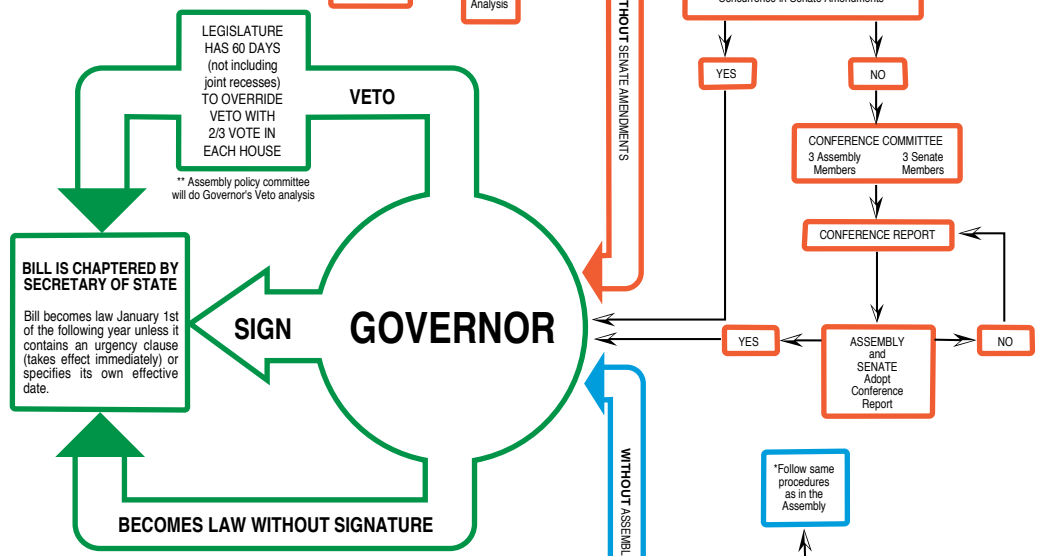 Analysis
Concurrence in Senate Amendments
LEGISLATURE
HAS 60 DAYS
(not including
joint recesses)
TO OVERRIDE
VETO WITH
2/3 VOTE IN
EACH HOUSE
VETO
** Assembly policy committee
will do Governor's Veto analysis
WITHOUT SENATE AMENDMENTS
YES
NO
CONFERENCE COMMITTEE
3 Assembly
Members
3 Senate
Members
CONFERENCE REPORT
BILL IS CHAPTERED BY
SECRETARY OF STATE
Bill becomes law January 1st
of the following year unless it
contains an urgency clause
(takes effect immediately) or
specifies its own effective
date.
SIGN
GOVERNOR
YES
ASSEMBLY
and
SENATE
Adopt
Conference
Report
NO
WITHOUT ASSEMBL
*Follow same
procedures
as in the
Assembly
BECOMES LAW WITHOUT SIGNATURE